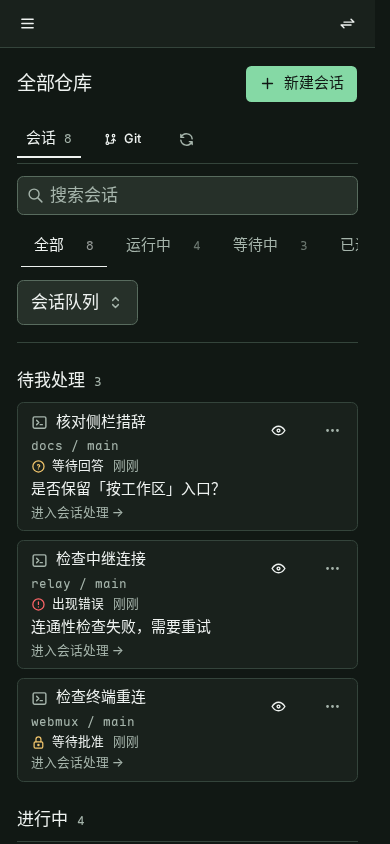 全部仓库
新建会话
会话 8
Git
搜索会话
全部 8 运行中 4 等待中 3
会话队列
待我处理 3
核对侧栏措辞
docs / main
等待回答 刚刚
是否保留「按工作区」入口？
进入会话处理 →
检查中继连接
relay / main
出现错误 刚刚
连通性检查失败，需要重试
进入会话处理 →
检查终端重连
webmux / main
等待批准 刚刚
进入会话处理 →
进行中 4